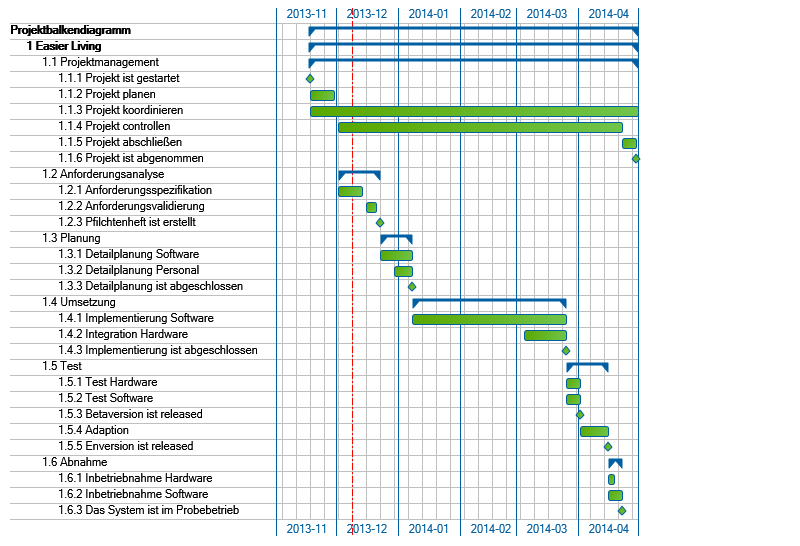 2013-11 2013-12 2014-01 2014-02 2014-03 2014-04
Projektbalkendiagramm
1 Easier Living
1.1 Projektmanagement
1.1.1 Projekt ist gestartet
1.1.2 Projekt planen
1.1.3 Projekt koordinieren
1.1.4 Projekt controllen
1.1.5 Projekt abschließen
1.1.6 Projekt ist abgenommen
1.2 Anforderungsanalyse
1.2.1 Anforderungsspezifikation
1.2.2 Anforderungsvalidierung
1.2.3 Pfilchtenheft ist erstellt
1.3 Planung
1.3.1 Detailplanung Software
1.3.2 Detailplanung Personal
1.3.3 Detailplanung ist abgeschlossen
1.4 Umsetzung
1.4.1 Implementierung Software
1.4.2 Integration Hardware
1.4.3 Implementierung ist abgeschlossen
1.5 Test
1.5.1 Test Hardware
1.5.2 Test Software
1.5.3 Betaversion ist released
1.5.4 Adaption
1.5.5 Enversion ist released
1.6 Abnahme
1.6.1 Inbetriebnahme Hardware
1.6.2 Inbetriebnahme Software
1.6.3 Das System ist im Probebetrieb
2013-11 2013-12 2014-01 2014-02 2014-03 2014-04